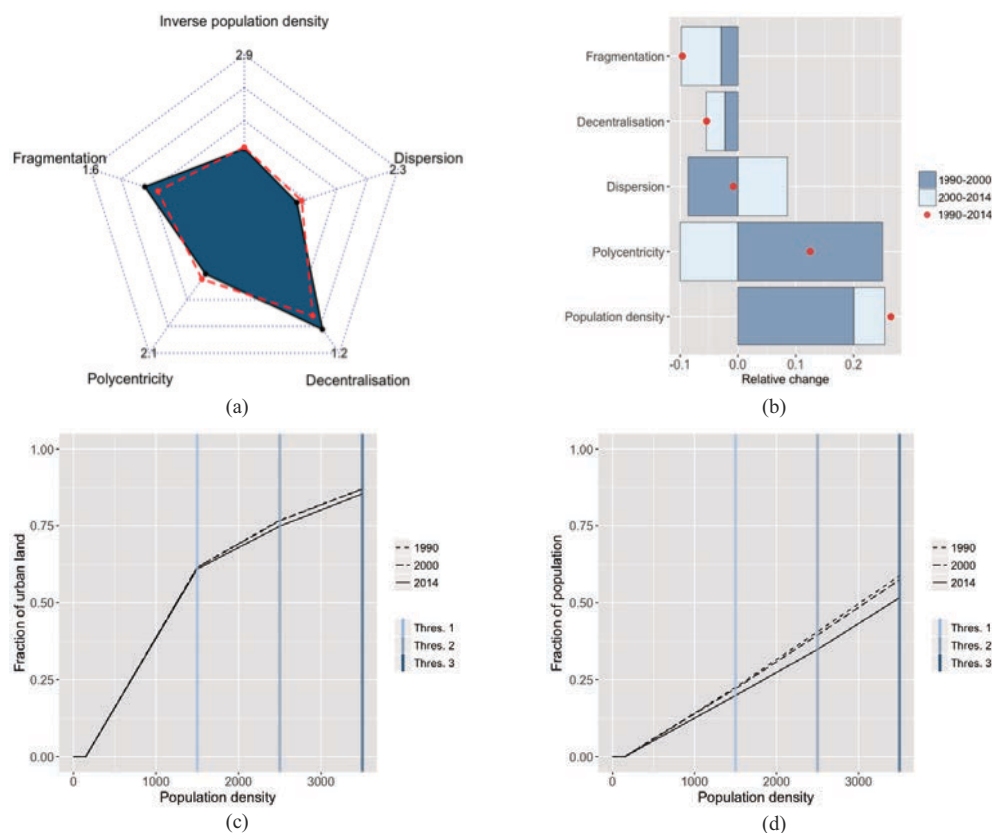 Inverse population density
2.9
Fragmentation
1.6
Dispersion
2.3
Polycentricity
2.1
Decentralisation
1.2
(a)
Fragmentation
Decentralisation
Dispersion
Polycentricity
Population density
-0.1 0.0 0.1 0.2
Relative change
1990-2000
2000-2014
1990-2014
(b)
Fraction of urban land
1.00
0.75
0.50
0.25
0.00
0 1000 2000 3000
Population density
1990
2000
2014
Thres. 1
Thres. 2
Thres. 3
(c)
Fraction of population
1.00
0.75
0.50
0.25
0.00
0 1000 2000 3000
Population density
1990
2000
2014
Thres. 1
Thres. 2
Thres. 3
(d)